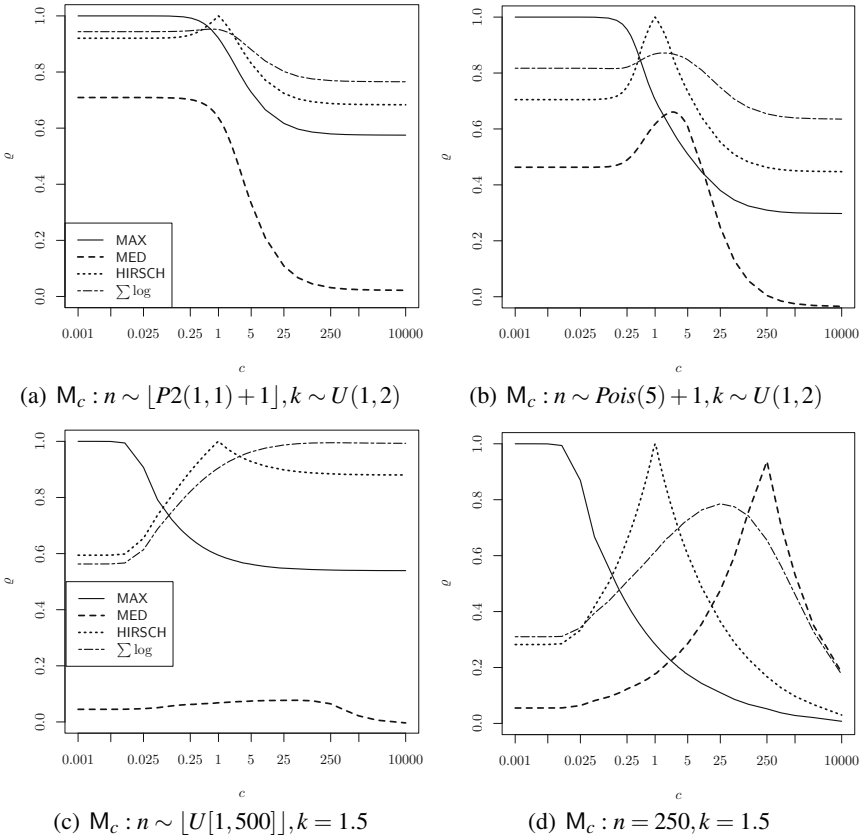 1.0
0.8
0.6
0.4
0.2
0.0
ϱ
MAX
MED
HIRSCH
∑ log
0.001 0.025 0.25 1 5 25 250 10000
c
(a) M_c : n ∼ ⌊P2(1,1)+1⌋, k ∼ U(1,2)
1.0
0.8
0.6
0.4
0.2
0.0
ϱ
0.001 0.025 0.25 1 5 25 250 10000
c
(b) M_c : n ∼ Pois(5)+1, k ∼ U(1,2)
1.0
0.8
0.6
0.4
0.2
0.0
ϱ
MAX
MED
HIRSCH
∑ log
0.001 0.025 0.25 1 5 25 250 10000
c
(c) M_c : n ∼ ⌊U[1,500]⌋, k = 1.5
1.0
0.8
0.6
0.4
0.2
0.0
ϱ
0.001 0.025 0.25 1 5 25 250 10000
c
(d) M_c : n = 250, k = 1.5